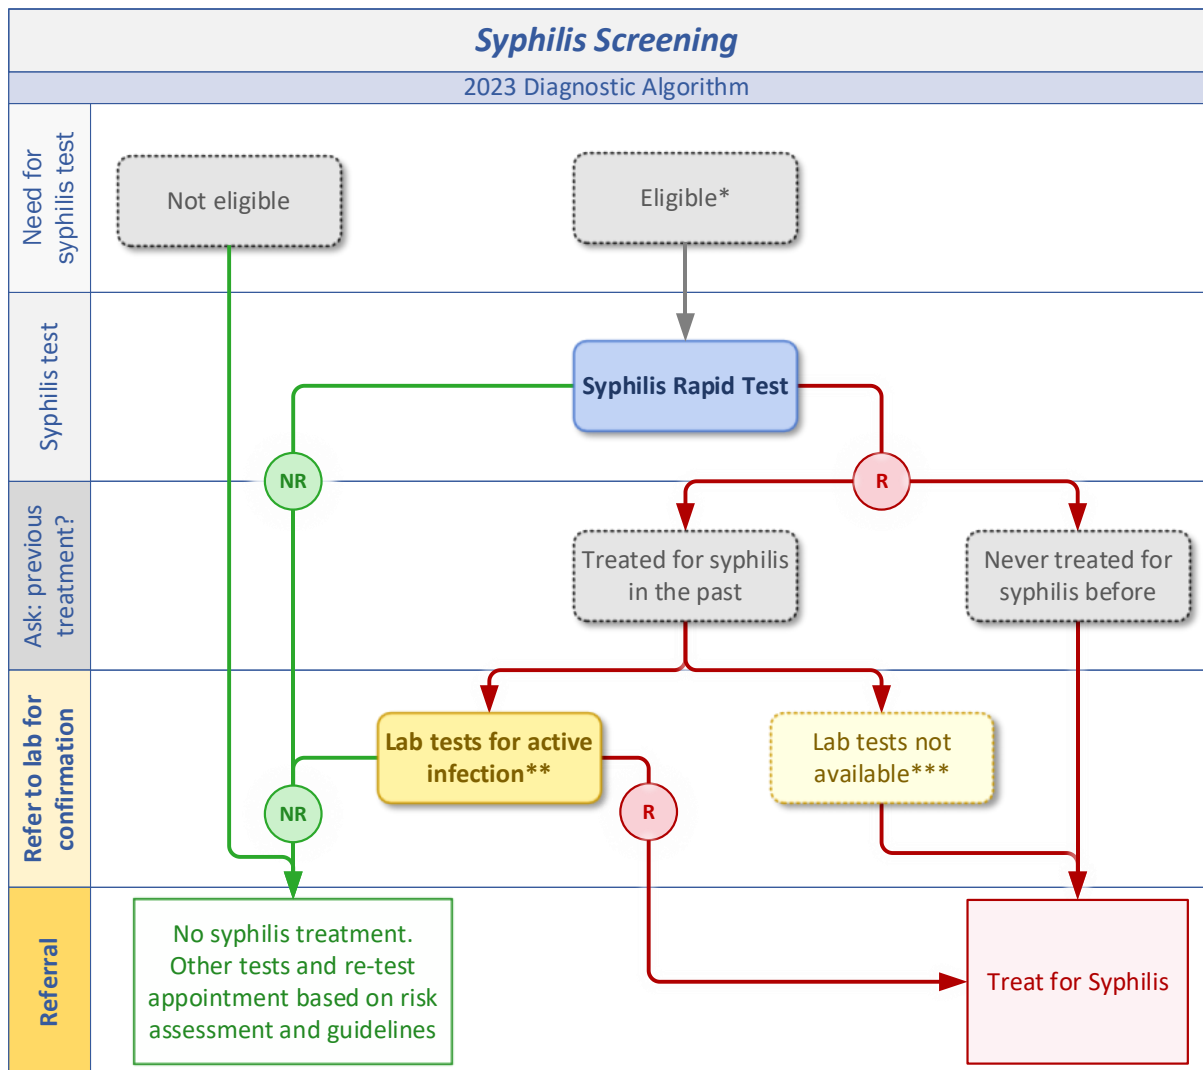 Syphilis Screening
2023 Diagnostic Algorithm
Need for
syphilis test
Not eligible
Eligible*
Syphilis test
Syphilis Rapid Test
NR
R
Ask: previous
treatment?
Treated for syphilis
in the past
Never treated for
syphilis before
Refer to lab for
confirmation
Lab tests for active
infection**
Lab tests not
available***
NR
R
Referral
No syphilis treatment.
Other tests and re-test
appointment based on risk
assessment and guidelines
Treat for Syphilis